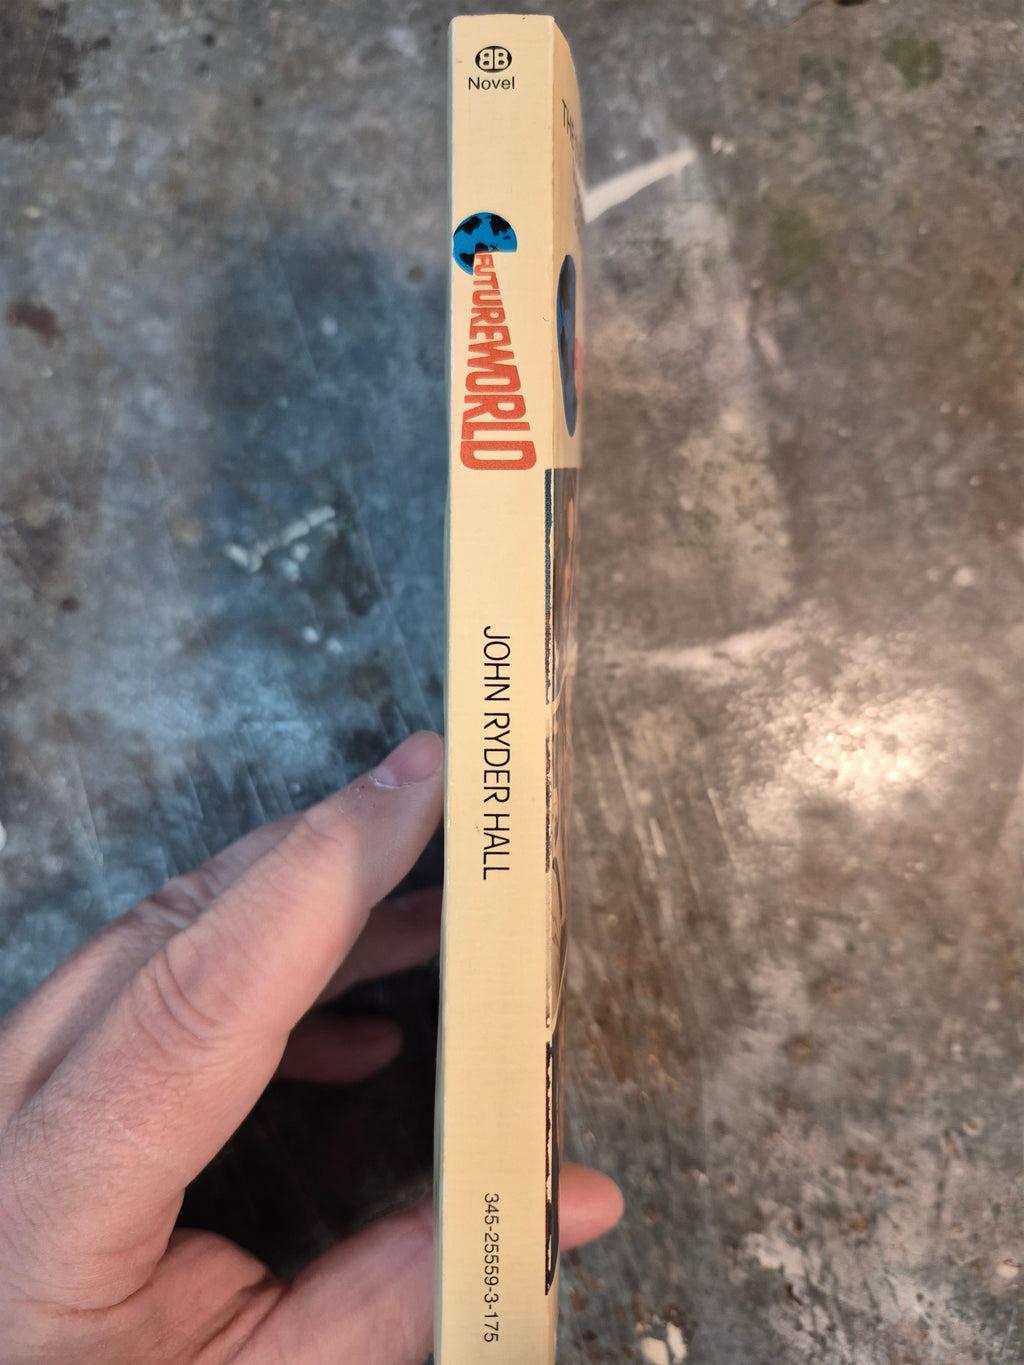 BB
Novel
FUTUREWORLD
JOHN RYDER HALL
345-25559-3-175